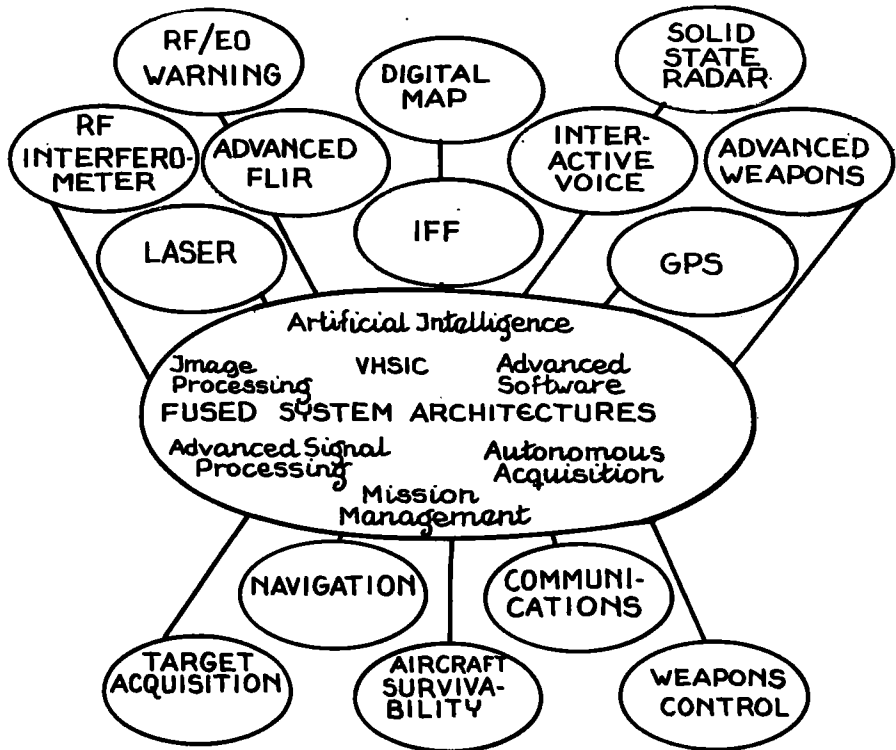 RF/EO
WARNING
DIGITAL
MAP
SOLID
STATE
RADAR
RF
INTERFERO-
METER
ADVANCED
FLIR
INTER-
ACTIVE
VOICE
ADVANCED
WEAPONS
LASER
IFF
GPS
Artificial Intelligence
Image
Processing
VHSIC
Advanced
Software
FUSED SYSTEM ARCHITECTURES
Advanced Signal
Processing
Autonomous
Acquisition
Mission
Management
NAVIGATION
COMMUNI-
CATIONS
TARGET
ACQUISITION
AIRCRAFT
SURVIVA-
BILITY
WEAPONS
CONTROL